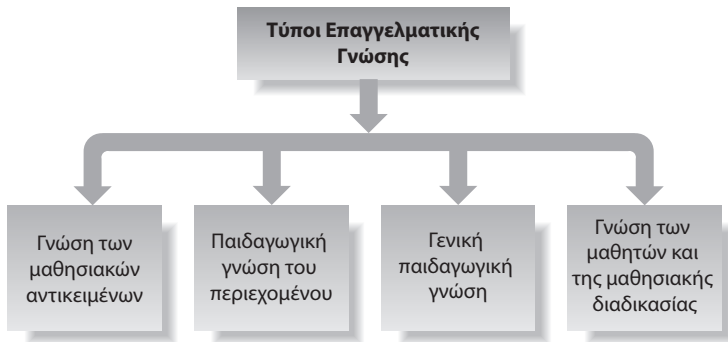 Τύποι Επαγγελματικής
Γνώσης
Γνώση των
μαθησιακών
αντικειμένων
Παιδαγωγική
γνώση του
περιεχομένου
Γενική
παιδαγωγική
γνώση
Γνώση των
μαθητών και
της μαθησιακής
διαδικασίας